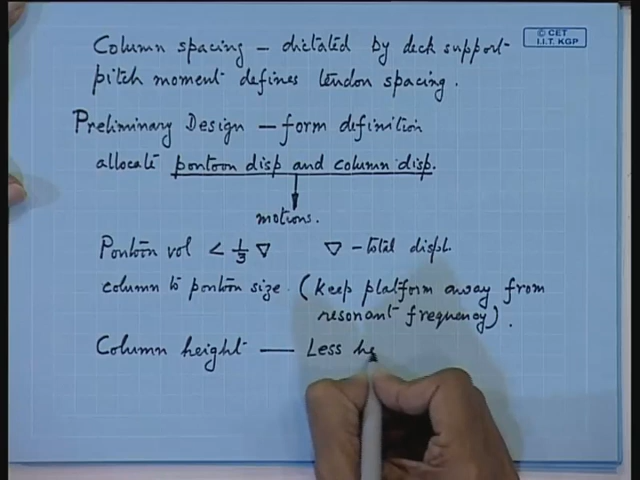 © CET
I.I.T. KGP
Column spacing – dictated by deck support
pitch moment defines tendon spacing.
Preliminary Design – form definition
allocate pontoon disp and column disp.
motions.
Pontoon vol < 1/3 ▽ ▽ – total displ.
column to pontoon size. (keep platform away from
resonant frequency).
Column height — Less he